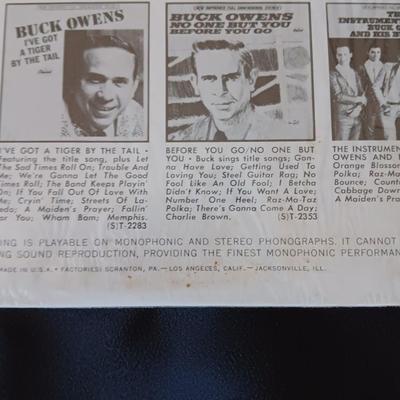 BUCK OWENS
I'VE GOT
A TIGER
BY THE TAIL
Capitol
BUCK OWENS
NO ONE BUT YOU
BEFORE YOU GO
INSTRUMENTAL
BUCK O
AND HIS BU
I'VE GOT A TIGER BY THE TAIL •
Featuring the title song, plus Let
The Sad Times Roll On; Trouble And
Me; We're Gonna Let The Good
Times Roll; The Band Keeps Playin'
On; If You Fall Out Of Love With
Me; Cryin' Time; Streets Of La-
redo; A Maiden's Prayer; Fallin'
For You; Wham Bam; Memphis.
(S)T-2283
BEFORE YOU GO/NO ONE BUT
YOU • Buck sings title songs; Gon-
na Have Love; Getting Used To
Loving You; Steel Guitar Rag; No
Fool Like An Old Fool; I Betcha
Didn't Know; If You Want A Love;
Number One Heel; Raz-Ma-Taz
Polka; There's Gonna Come A Day;
Charlie Brown.
(S)T-2353
THE INSTRUMEN
OWENS AND
Orange Blosso
Polka; Raz-Ma
Bounce; Count
Cowboy; Stee
A Maiden's Pra
ING IS PLAYABLE ON MONOPHONIC AND STEREO PHONOGRAPHS. IT CANNOT
NG SOUND REPRODUCTION, PROVIDING THE FINEST MONOPHONIC PERFORMAN
MADE IN U.S.A. • FACTORIES: SCRANTON, PA.—LOS ANGELES, CALIF.—JACKSONVILLE, ILL.